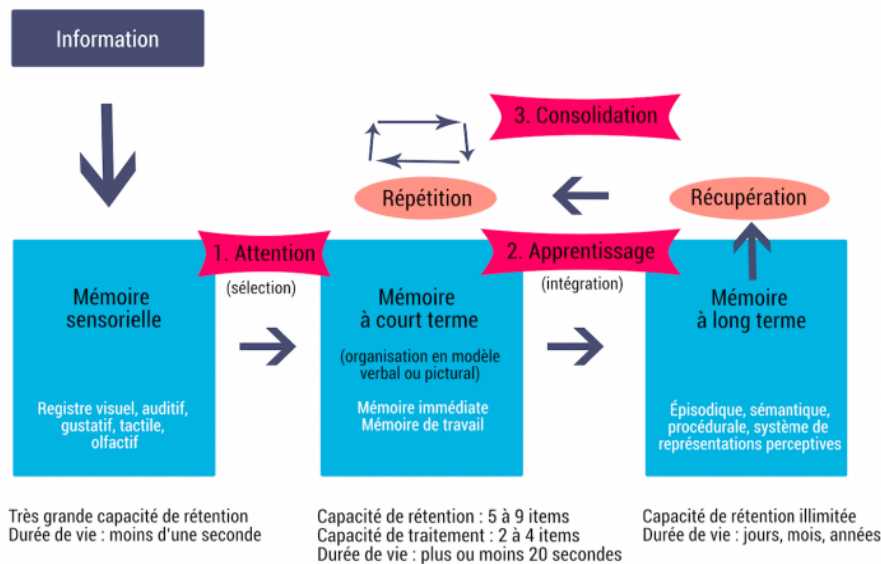 Information
3. Consolidation
Répétition
Récupération
1. Attention
(sélection)
2. Apprentissage
(intégration)
Mémoire
sensorielle
Registre visuel, auditif,
gustatif, tactile,
olfactif
Mémoire
à court terme
(organisation en modèle
verbal ou pictural)
Mémoire immédiate
Mémoire de travail
Mémoire
à long terme
Épisodique, sémantique,
procédurale, système de
représentations perceptives
Très grande capacité de rétention
Durée de vie : moins d'une seconde
Capacité de rétention : 5 à 9 items
Capacité de traitement : 2 à 4 items
Durée de vie : plus ou moins 20 secondes
Capacité de rétention illimitée
Durée de vie : jours, mois, années